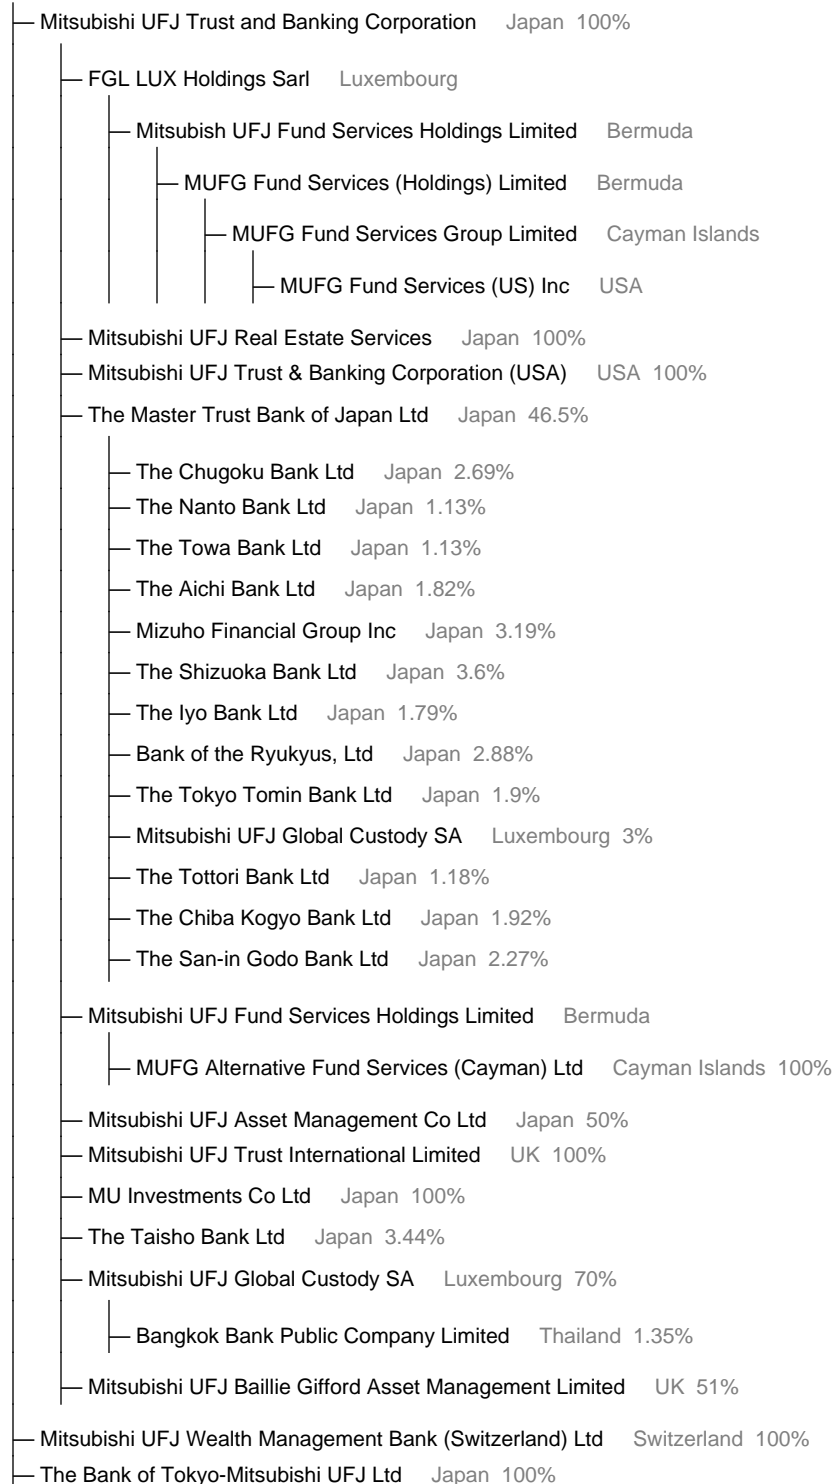 Mitsubishi UFJ Trust and Banking Corporation Japan 100%
FGL LUX Holdings Sarl Luxembourg
Mitsubish UFJ Fund Services Holdings Limited Bermuda
MUFG Fund Services (Holdings) Limited Bermuda
MUFG Fund Services Group Limited Cayman Islands
MUFG Fund Services (US) Inc USA
Mitsubishi UFJ Real Estate Services Japan 100%
Mitsubishi UFJ Trust & Banking Corporation (USA) USA 100%
The Master Trust Bank of Japan Ltd Japan 46.5%
The Chugoku Bank Ltd Japan 2.69%
The Nanto Bank Ltd Japan 1.13%
The Towa Bank Ltd Japan 1.13%
The Aichi Bank Ltd Japan 1.82%
Mizuho Financial Group Inc Japan 3.19%
The Shizuoka Bank Ltd Japan 3.6%
The Iyo Bank Ltd Japan 1.79%
Bank of the Ryukyus, Ltd Japan 2.88%
The Tokyo Tomin Bank Ltd Japan 1.9%
Mitsubishi UFJ Global Custody SA Luxembourg 3%
The Tottori Bank Ltd Japan 1.18%
The Chiba Kogyo Bank Ltd Japan 1.92%
The San-in Godo Bank Ltd Japan 2.27%
Mitsubishi UFJ Fund Services Holdings Limited Bermuda
MUFG Alternative Fund Services (Cayman) Ltd Cayman Islands 100%
Mitsubishi UFJ Asset Management Co Ltd Japan 50%
Mitsubishi UFJ Trust International Limited UK 100%
MU Investments Co Ltd Japan 100%
The Taisho Bank Ltd Japan 3.44%
Mitsubishi UFJ Global Custody SA Luxembourg 70%
Bangkok Bank Public Company Limited Thailand 1.35%
Mitsubishi UFJ Baillie Gifford Asset Management Limited UK 51%
Mitsubishi UFJ Wealth Management Bank (Switzerland) Ltd Switzerland 100%
The Bank of Tokyo-Mitsubishi UFJ Ltd Japan 100%